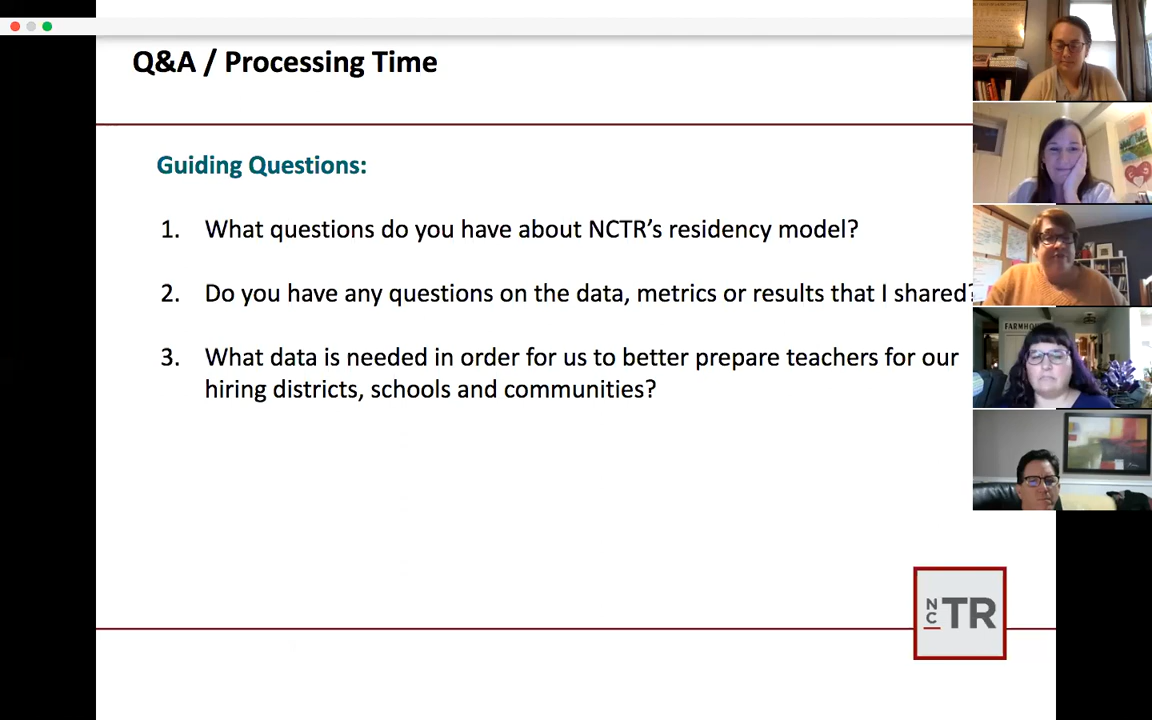 Q&A / Processing Time
Guiding Questions:
1. What questions do you have about NCTR’s residency model?
2. Do you have any questions on the data, metrics or results that I shared?
3. What data is needed in order for us to better prepare teachers for our
hiring districts, schools and communities?
FARMHO
NC TR